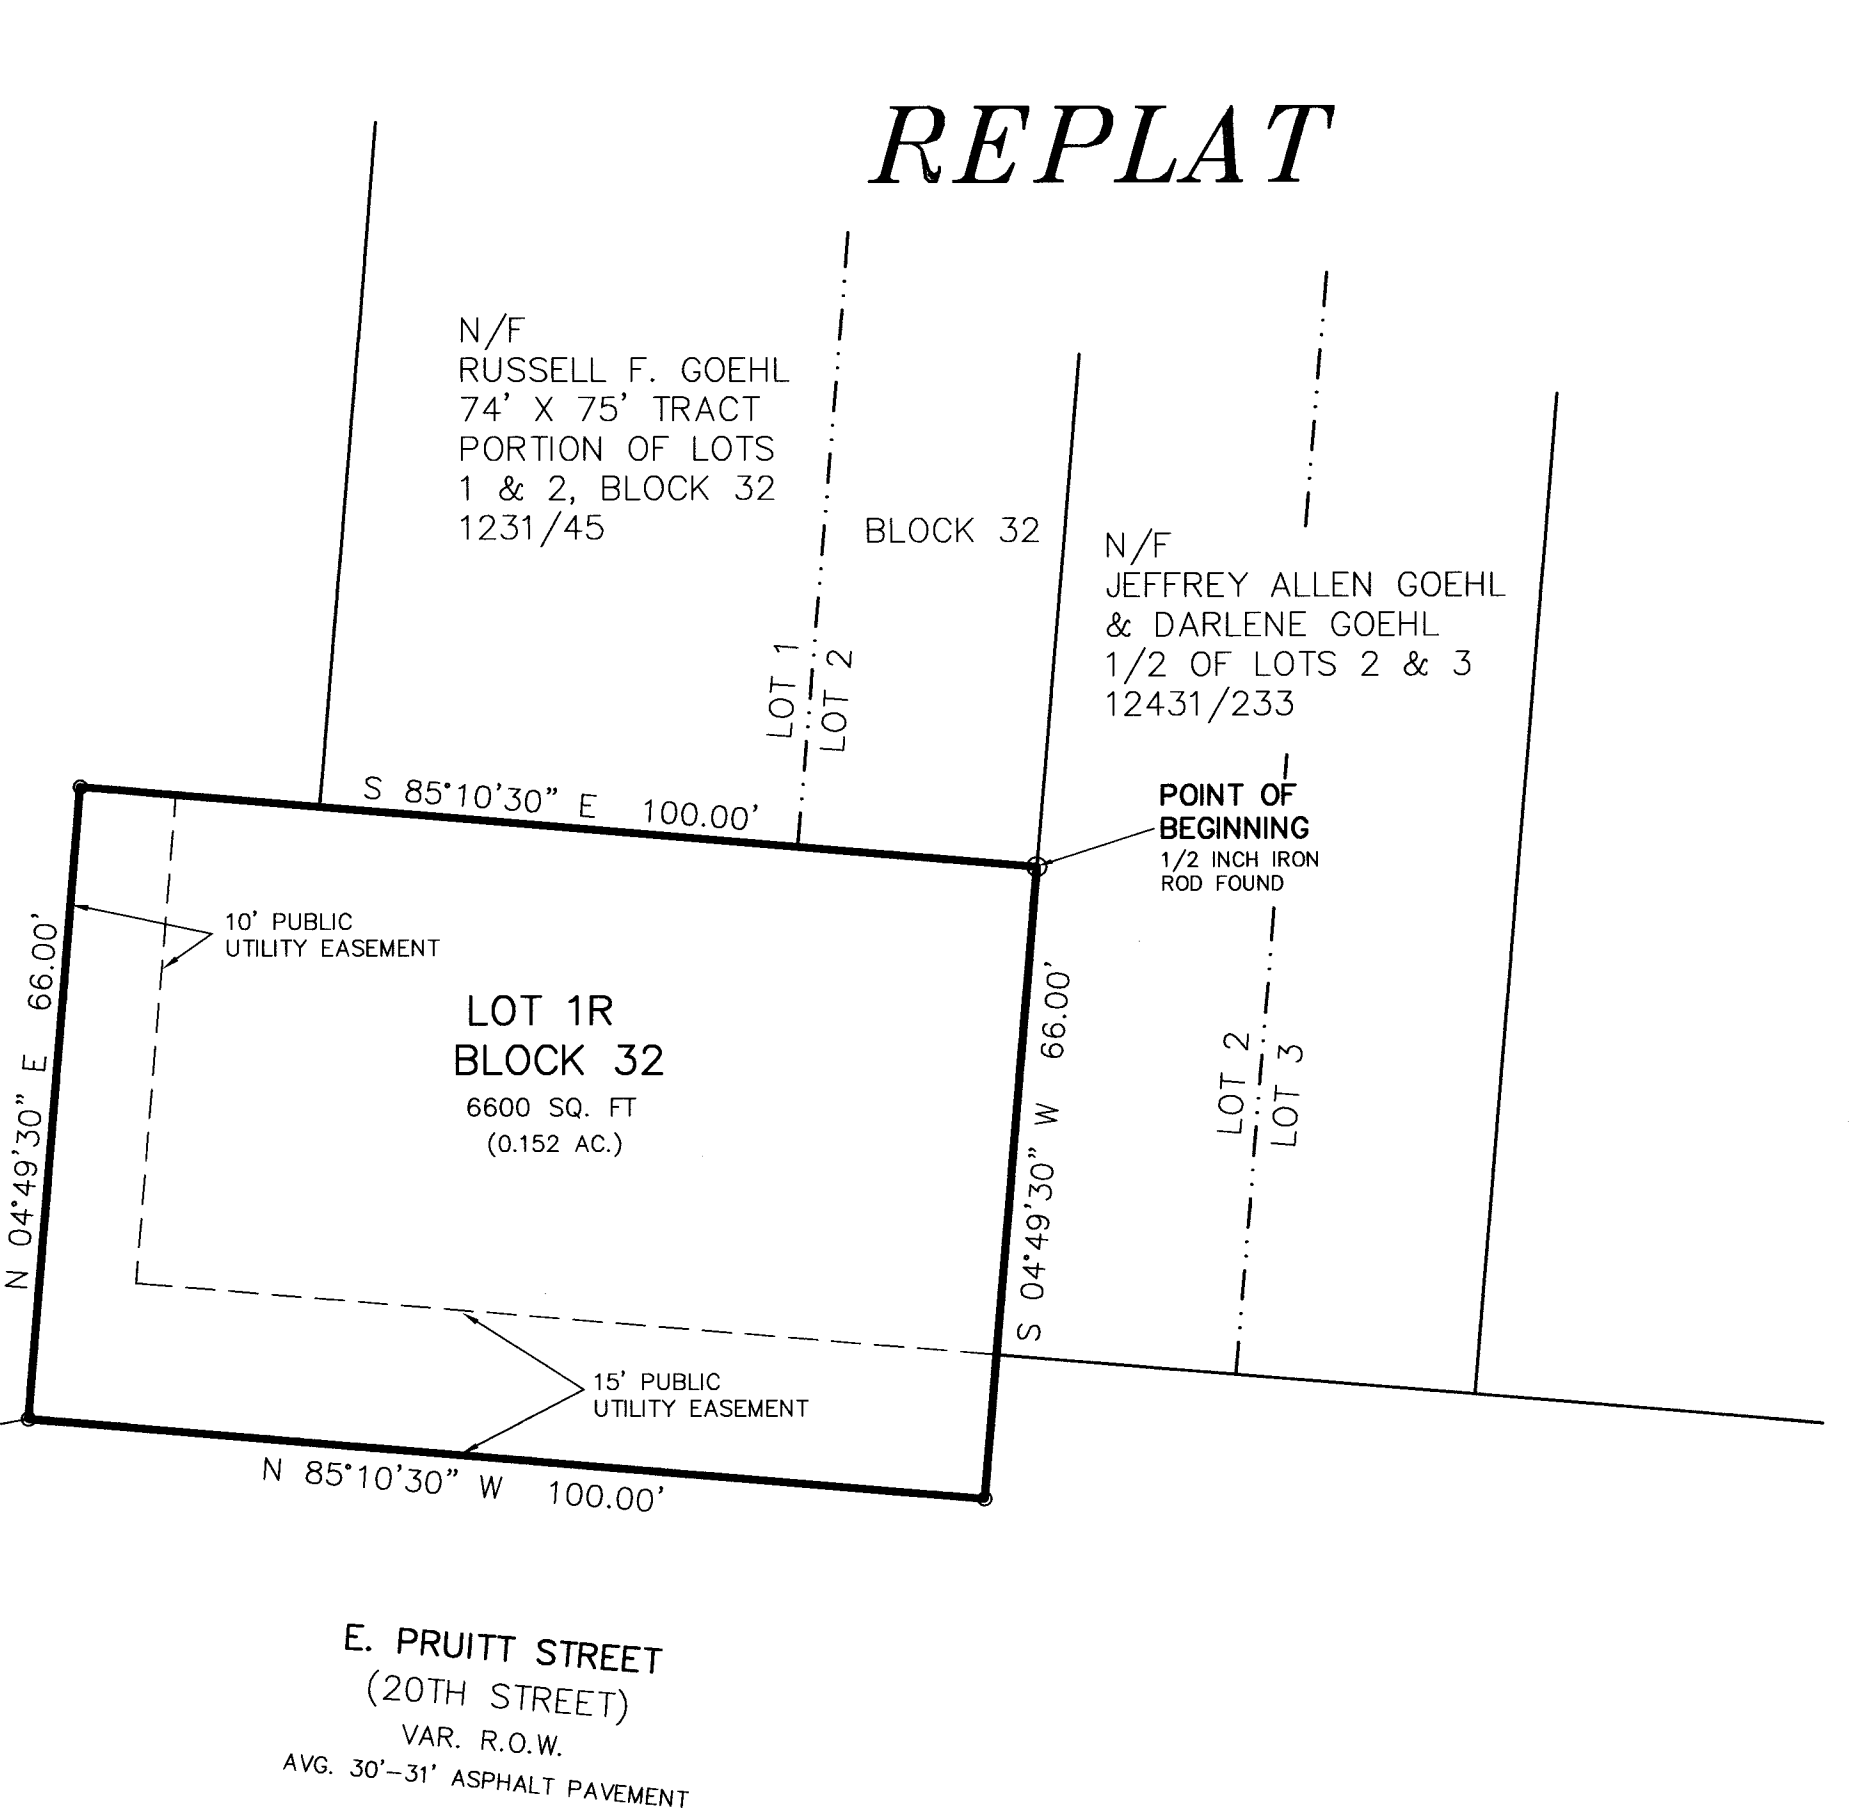 REPLAT
N/F
RUSSELL F. GOEHL
74' X 75' TRACT
PORTION OF LOTS
1 & 2, BLOCK 32
1231/45
BLOCK 32
N/F
JEFFREY ALLEN GOEHL
& DARLENE GOEHL
1/2 OF LOTS 2 & 3
12431/233
LOT 1
LOT 2
S 85°10'30" E 100.00'
POINT OF
BEGINNING
1/2 INCH IRON
ROD FOUND
10' PUBLIC
UTILITY EASEMENT
N 04°49'30" E 66.00'
LOT 1R
BLOCK 32
6600 SQ. FT
(0.152 AC.)
S 04°49'30" W 66.00'
LOT 2
LOT 3
15' PUBLIC
UTILITY EASEMENT
N 85°10'30" W 100.00'
E. PRUITT STREET
(20TH STREET)
VAR. R.O.W.
AVG. 30'-31' ASPHALT PAVEMENT